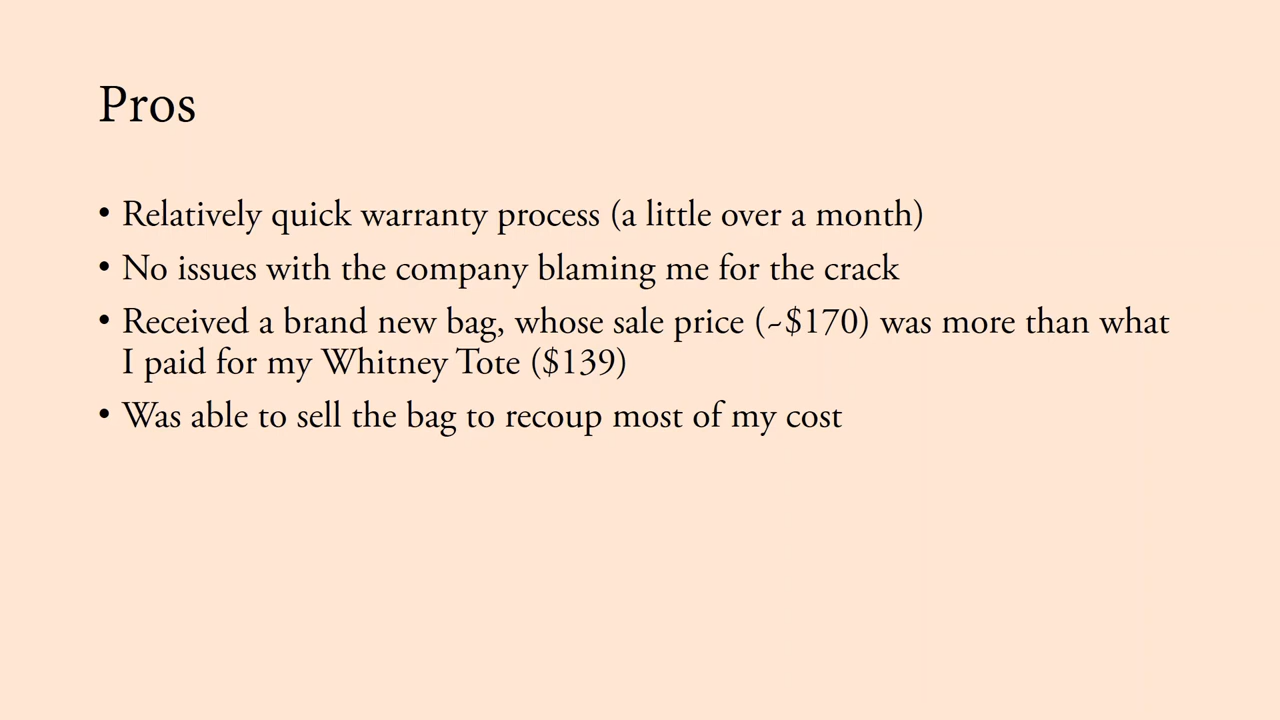 Pros
• Relatively quick warranty process (a little over a month)
• No issues with the company blaming me for the crack
• Received a brand new bag, whose sale price (~$170) was more than what
I paid for my Whitney Tote ($139)
• Was able to sell the bag to recoup most of my cost